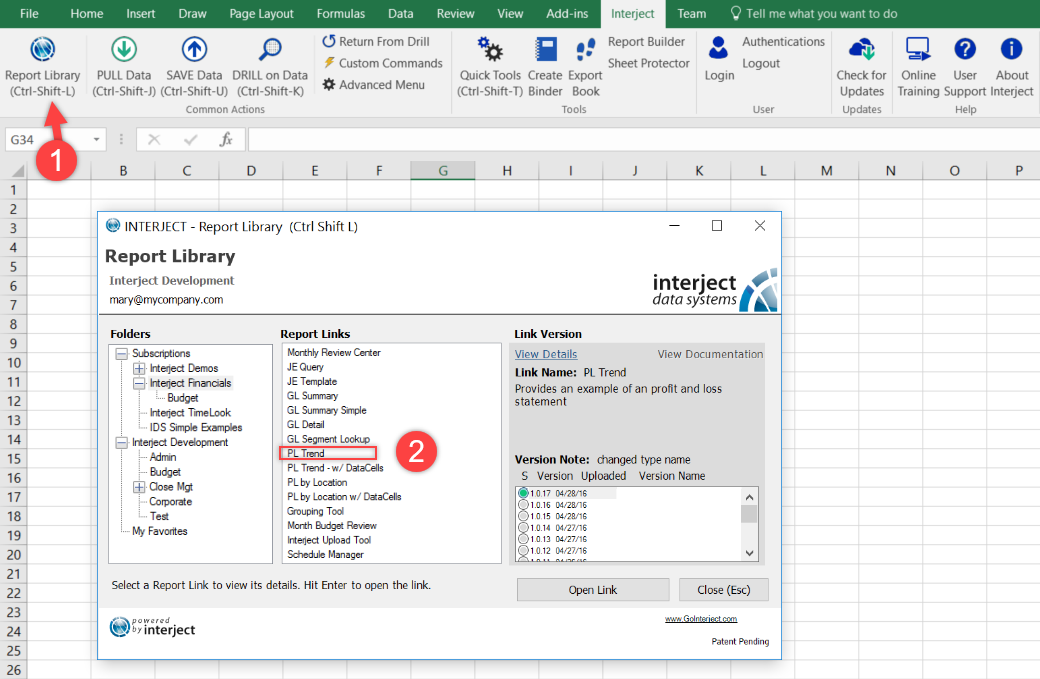 File Home Insert Draw Page Layout Formulas Data Review View Add-ins Interject Team Tell me what you want to do
Report Library (Ctrl-Shift-L)
PULL Data (Ctrl-Shift-J)
SAVE Data (Ctrl-Shift-U)
DRILL on Data (Ctrl-Shift-K)
Return From Drill
Custom Commands
Advanced Menu
Common Actions
Quick Tools (Ctrl-Shift-T)
Create Binder
Export Book
Report Builder
Sheet Protector
Tools
Login
Authentications
Logout
User
Check for Updates
Updates
Online Training
User Support
About Interject
Help
G34 fx
1
B C D E F G H I J K L M N O P
1
2
3
4
5
6
7
8
9
10
11
12
13
14
15
16
17
18
19
20
21
22
23
24
25
26
INTERJECT - Report Library (Ctrl Shift L)
Report Library
Interject Development
mary@mycompany.com
interject
data systems
Folders
Subscriptions
Interject Demos
Interject Financials
Budget
Interject TimeLook
IDS Simple Examples
Interject Development
Admin
Budget
Close Mgt
Corporate
Test
My Favorites
Report Links
Monthly Review Center
JE Query
JE Template
GL Summary
GL Summary Simple
GL Detail
GL Segment Lookup
PL Trend
PL Trend - w/ DataCells
PL by Location
PL by Location w/ DataCells
Grouping Tool
Month Budget Review
Interject Upload Tool
Schedule Manager
2
Link Version
View Details View Documentation
Link Name: PL Trend
Provides an example of an profit and loss
statement
Version Note: changed type name
S Version Uploaded Version Name
1.0.17 04/28/16
1.0.16 04/28/16
1.0.15 04/28/16
1.0.14 04/27/16
1.0.13 04/27/16
1.0.12 04/27/16
Select a Report Link to view its details. Hit Enter to open the link.
Open Link Close (Esc)
powered
by interject
www.GoInterject.com
Patent Pending